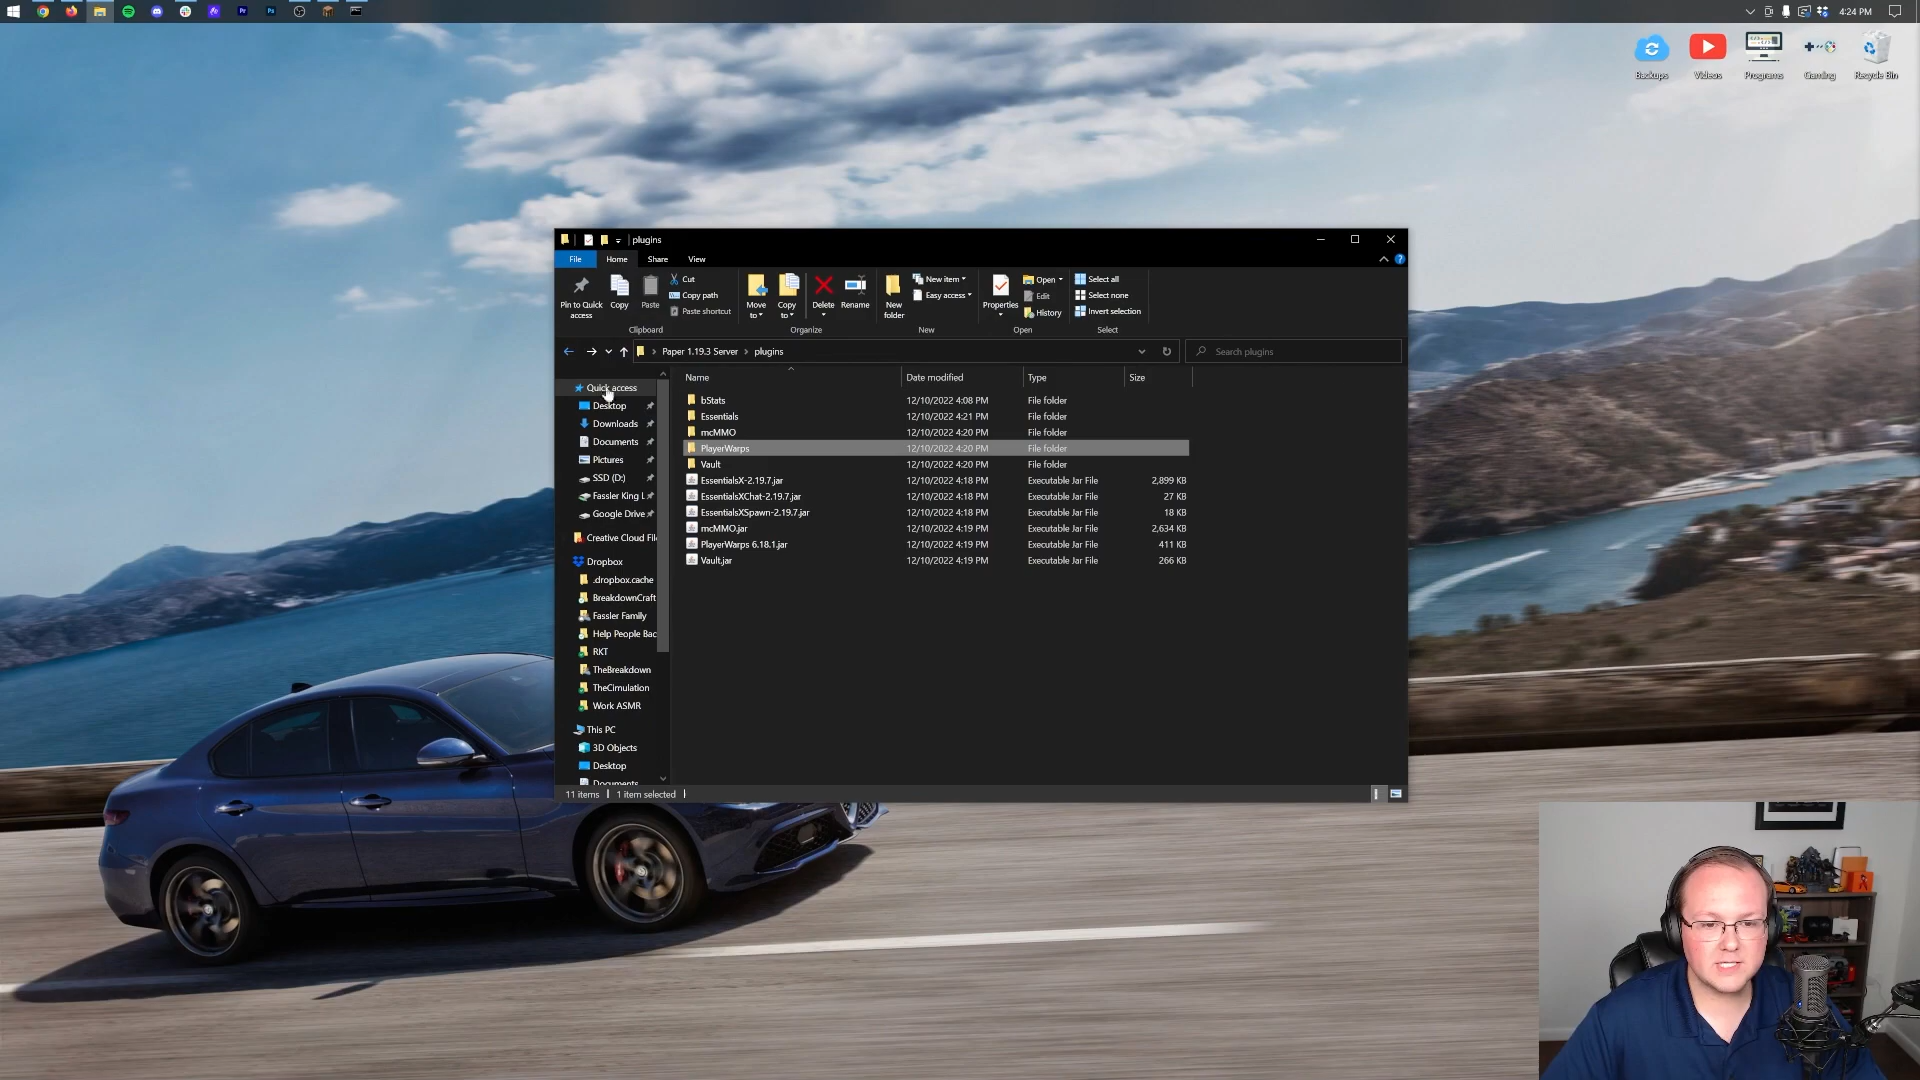 4:24 PM
Backups
Videos
Programs
Gaming
Recycle Bin
plugins
File
Home
Share
View
Pin to Quick access
Copy
Paste
Cut
Copy path
Paste shortcut
Clipboard
Move to
Copy to
Delete
Rename
Organize
New folder
New item
Easy access
New
Properties
Open
Edit
History
Open
Select all
Select none
Invert selection
Select
Paper 1.19.3 Server > plugins
Search plugins
Quick access
Desktop
Downloads
Documents
Pictures
SSD (D:)
Fassler King L
Google Drive
Creative Cloud File
Dropbox
.dropbox.cache
BreakdownCraft
Fassler Family
Help People Bac
RKT
TheBreakdown
TheCimulation
Work ASMR
This PC
3D Objects
Desktop
Documents
Name Date modified Type Size
bStats 12/10/2022 4:08 PM File folder
Essentials 12/10/2022 4:21 PM File folder
mcMMO 12/10/2022 4:20 PM File folder
PlayerWarps 12/10/2022 4:20 PM File folder
Vault 12/10/2022 4:20 PM File folder
EssentialsX-2.19.7.jar 12/10/2022 4:18 PM Executable Jar File 2,899 KB
EssentialsXChat-2.19.7.jar 12/10/2022 4:18 PM Executable Jar File 27 KB
EssentialsXSpawn-2.19.7.jar 12/10/2022 4:18 PM Executable Jar File 18 KB
mcMMO.jar 12/10/2022 4:19 PM Executable Jar File 2,634 KB
PlayerWarps 6.18.1.jar 12/10/2022 4:19 PM Executable Jar File 411 KB
Vault.jar 12/10/2022 4:19 PM Executable Jar File 266 KB
11 items
1 item selected